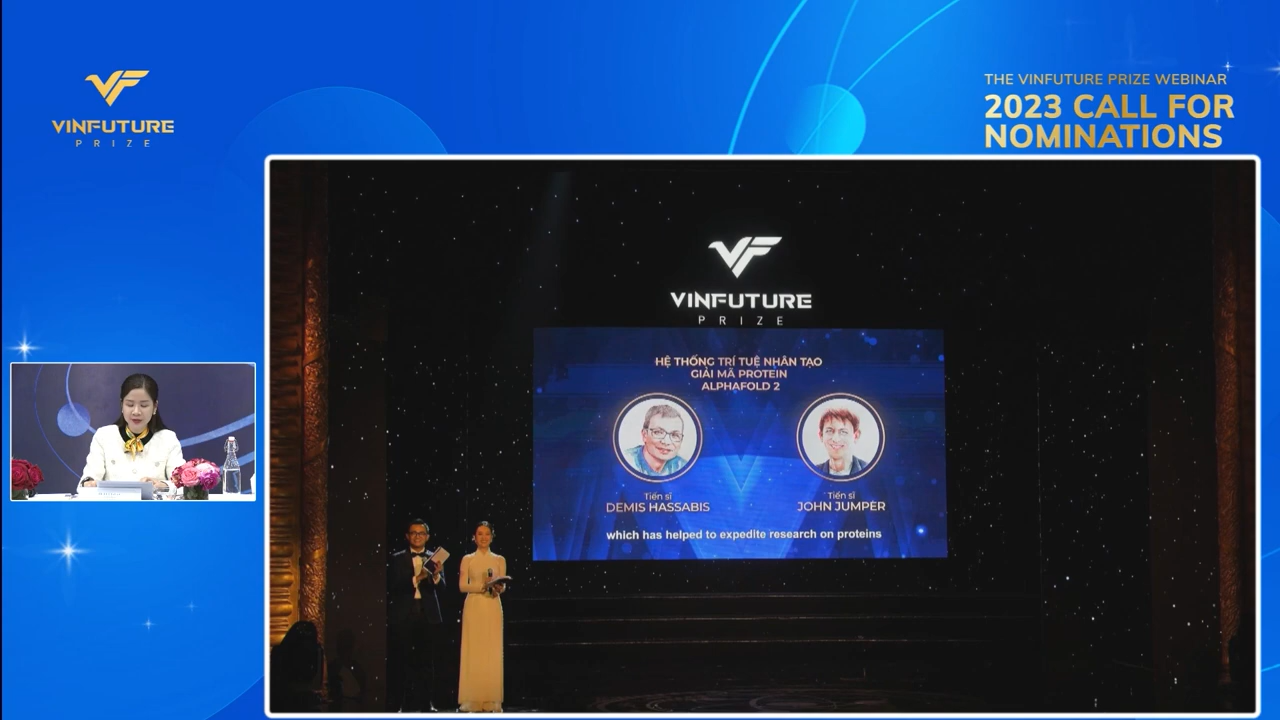 VINFUTURE
PRIZE
THE VINFUTURE PRIZE WEBINAR
2023 CALL FOR
NOMINATIONS
VINFUTURE
PRIZE
HỆ THỐNG TRÍ TUỆ NHÂN TẠO
GIẢI MÃ PROTEIN
ALPHAFOLD 2
Tiến sĩ
DEMIS HASSABIS
Tiến sĩ
JOHN JUMPER
which has helped to expedite research on proteins